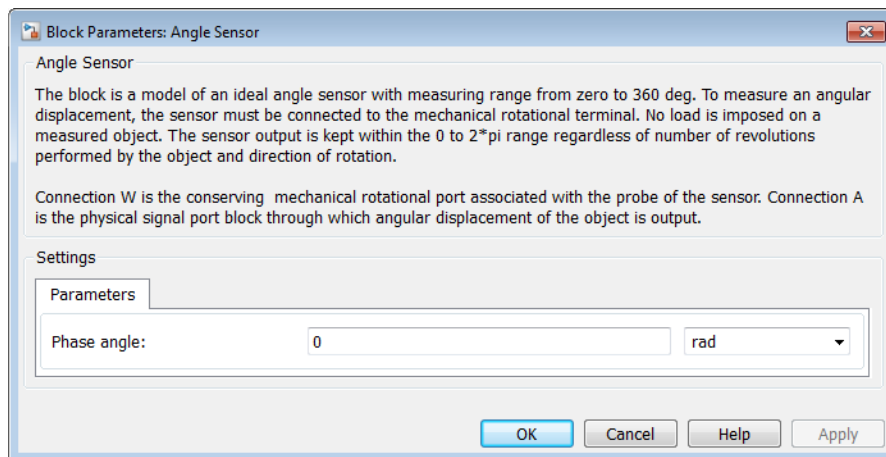 Block Parameters: Angle Sensor
Angle Sensor
The block is a model of an ideal angle sensor with measuring range from zero to 360 deg. To measure an angular
displacement, the sensor must be connected to the mechanical rotational terminal. No load is imposed on a
measured object. The sensor output is kept within the 0 to 2*pi range regardless of number of revolutions
performed by the object and direction of rotation.
Connection W is the conserving  mechanical rotational port associated with the probe of the sensor. Connection A
is the physical signal port block through which angular displacement of the object is output.
Settings
Parameters
Phase angle: 0 rad
OK Cancel Help Apply